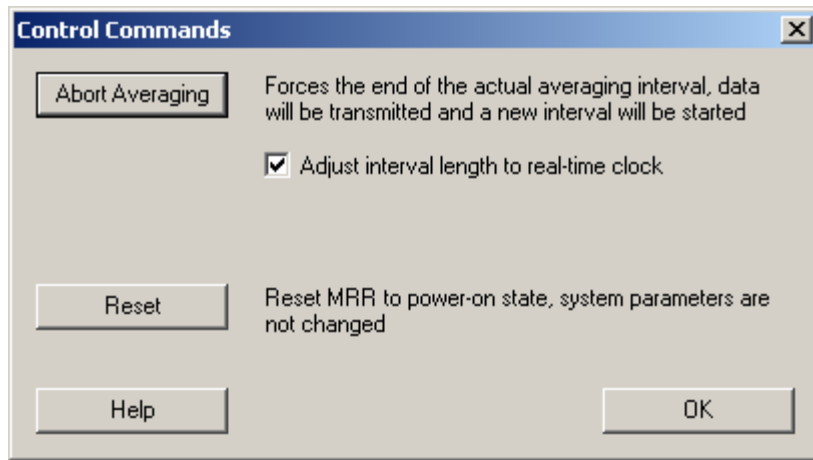 Control Commands
Abort Averaging
Forces the end of the actual averaging interval, data
will be transmitted and a new interval will be started
Adjust interval length to real-time clock
Reset
Reset MRR to power-on state, system parameters are
not changed
Help
OK